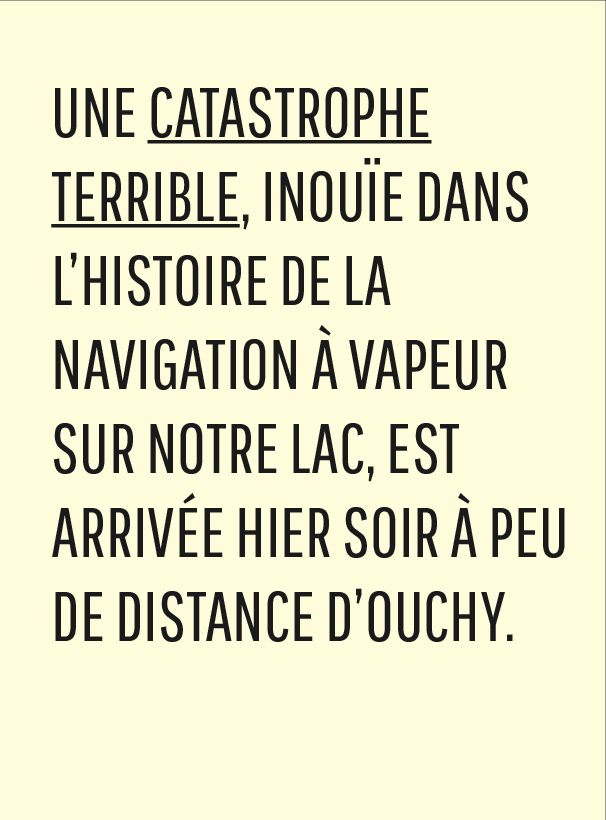 UNE CATASTROPHE
TERRIBLE, INOUÏE DANS
L’HISTOIRE DE LA
NAVIGATION À VAPEUR
SUR NOTRE LAC, EST
ARRIVÉE HIER SOIR À PEU
DE DISTANCE D’OUCHY.